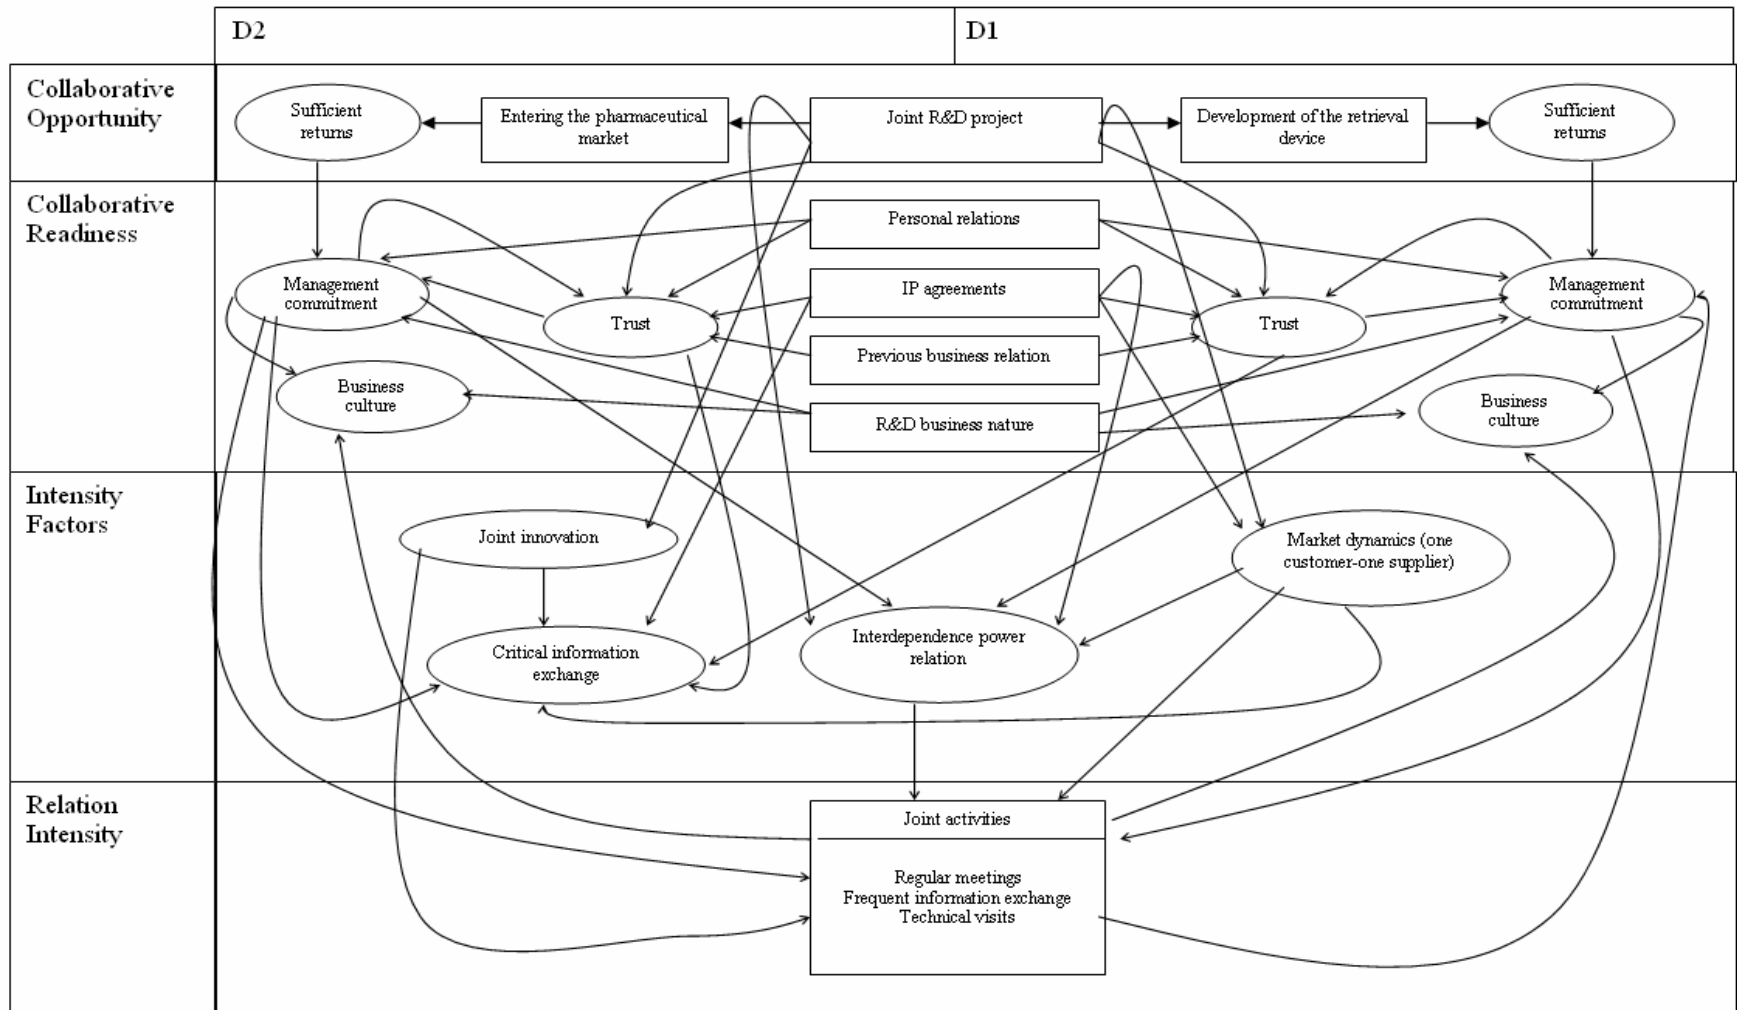 D2
D1
Collaborative
Opportunity
Sufficient
returns
Entering the pharmaceutical
market
Joint R&D project
Development of the retrieval
device
Sufficient
returns
Collaborative
Readiness
Personal relations
Management
commitment
IP agreements
Management
commitment
Trust
Trust
Previous business relation
Business
culture
R&D business nature
Business
culture
Intensity
Factors
Joint innovation
Market dynamics (one
customer-one supplier)
Critical information
exchange
Interdependence power
relation
Relation
Intensity
Joint activities
Regular meetings
Frequent information exchange
Technical visits